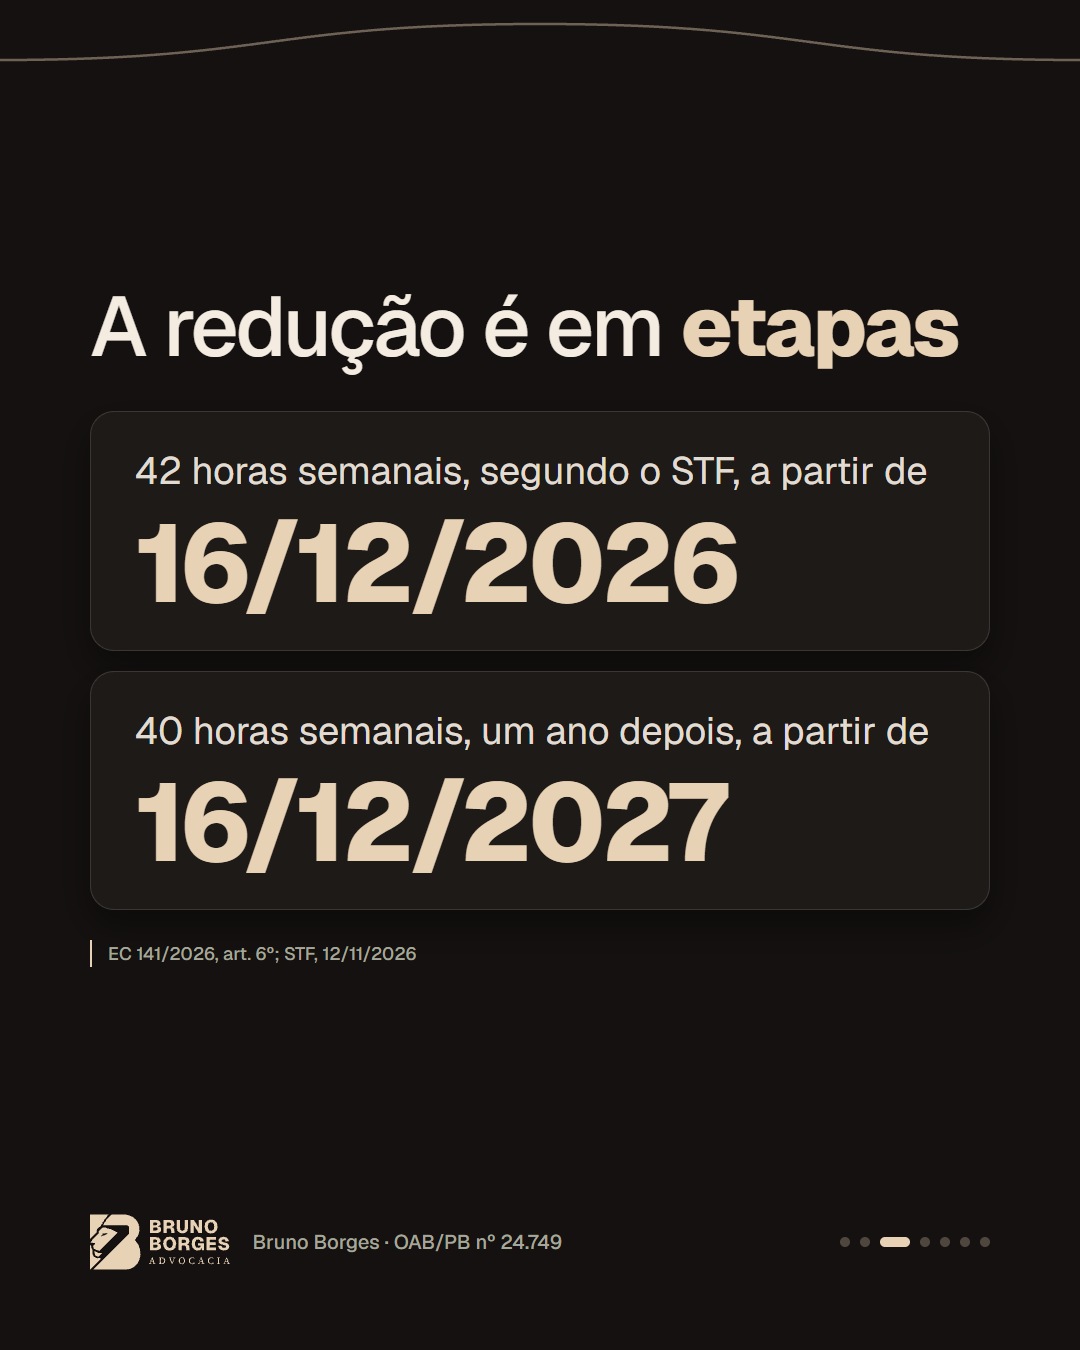 A redução é em etapas
42 horas semanais, segundo o STF, a partir de
16/12/2026
40 horas semanais, um ano depois, a partir de
16/12/2027
EC 141/2026, art. 6º; STF, 12/11/2026
BRUNO
BORGES
ADVOCACIA
Bruno Borges · OAB/PB nº 24.749